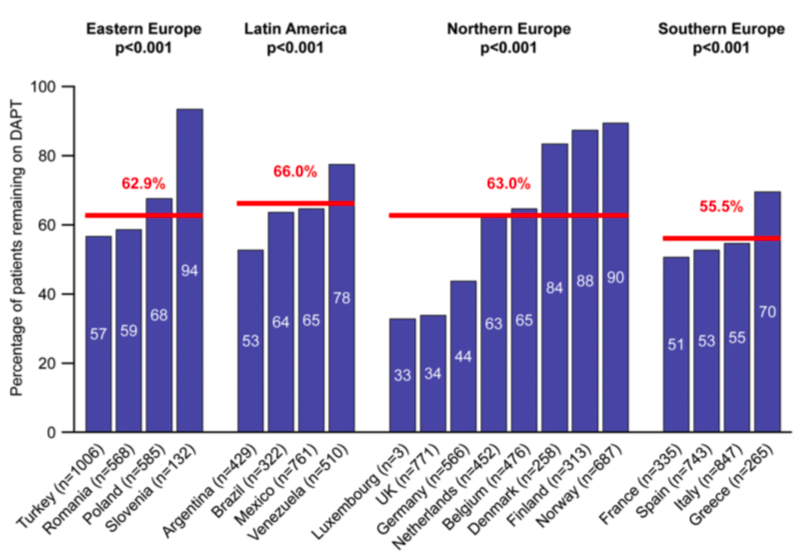 Eastern Europe
p<0.001
Latin America
p<0.001
Northern Europe
p<0.001
Southern Europe
p<0.001
Percentage of patients remaining on DAPT
100
80
60
40
20
0
62.9%
66.0%
63.0%
55.5%
57
59
68
94
53
64
65
78
33
34
44
63
65
84
88
90
51
53
55
70
Turkey (n=1006)
Romania (n=568)
Poland (n=585)
Slovenia (n=132)
Argentina (n=429)
Brazil (n=322)
Mexico (n=761)
Venezuela (n=510)
Luxembourg (n=3)
UK (n=771)
Germany (n=566)
Netherlands (n=452)
Belgium (n=476)
Denmark (n=258)
Finland (n=313)
Norway (n=687)
France (n=335)
Spain (n=743)
Italy (n=847)
Greece (n=265)